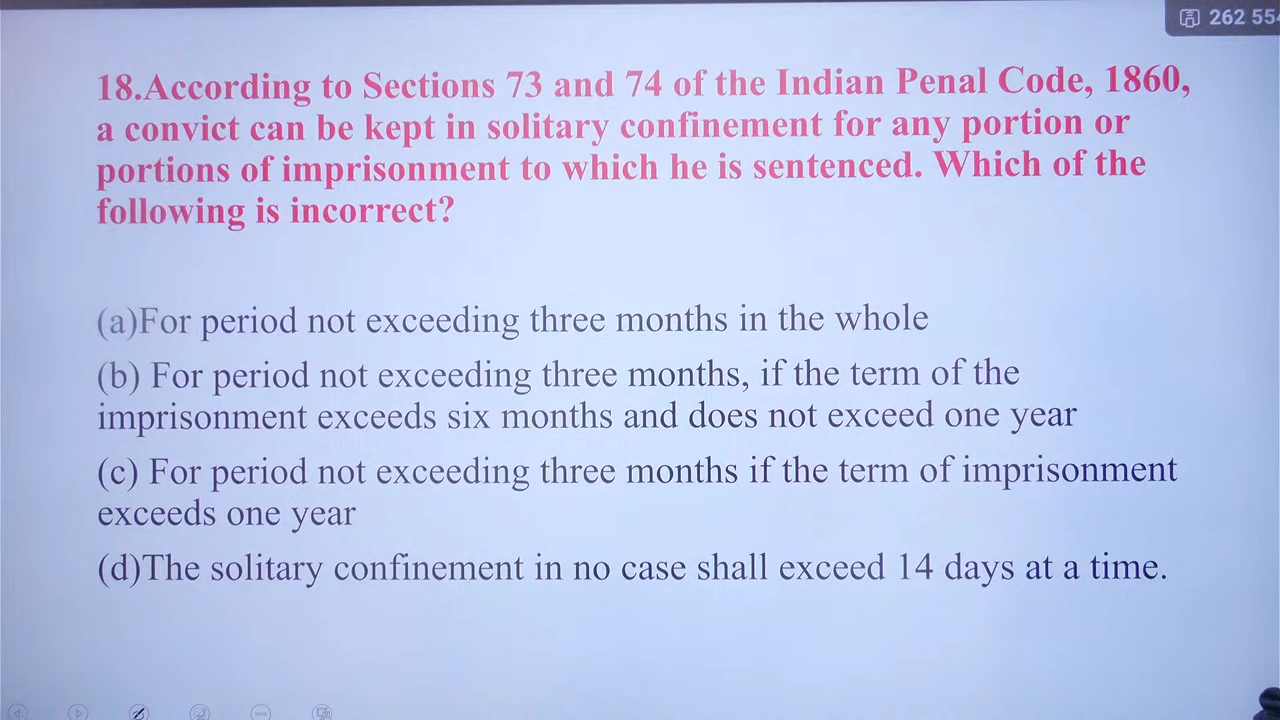 262 554
18.According to Sections 73 and 74 of the Indian Penal Code, 1860,
a convict can be kept in solitary confinement for any portion or
portions of imprisonment to which he is sentenced. Which of the
following is incorrect?
(a)For period not exceeding three months in the whole
(b) For period not exceeding three months, if the term of the
imprisonment exceeds six months and does not exceed one year
(c) For period not exceeding three months if the term of imprisonment
exceeds one year
(d)The solitary confinement in no case shall exceed 14 days at a time.